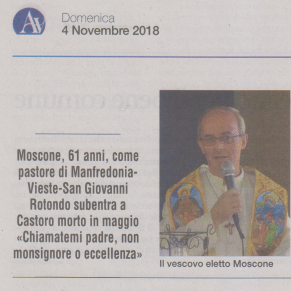 Av
Domenica
4 Novembre 2018
Moscone, 61 anni, come
pastore di Manfredonia-
Vieste-San Giovanni
Rotondo subentra a
Castoro morto in maggio
«Chiamatemi padre, non
monsignore o eccellenza»
Il vescovo eletto Moscone